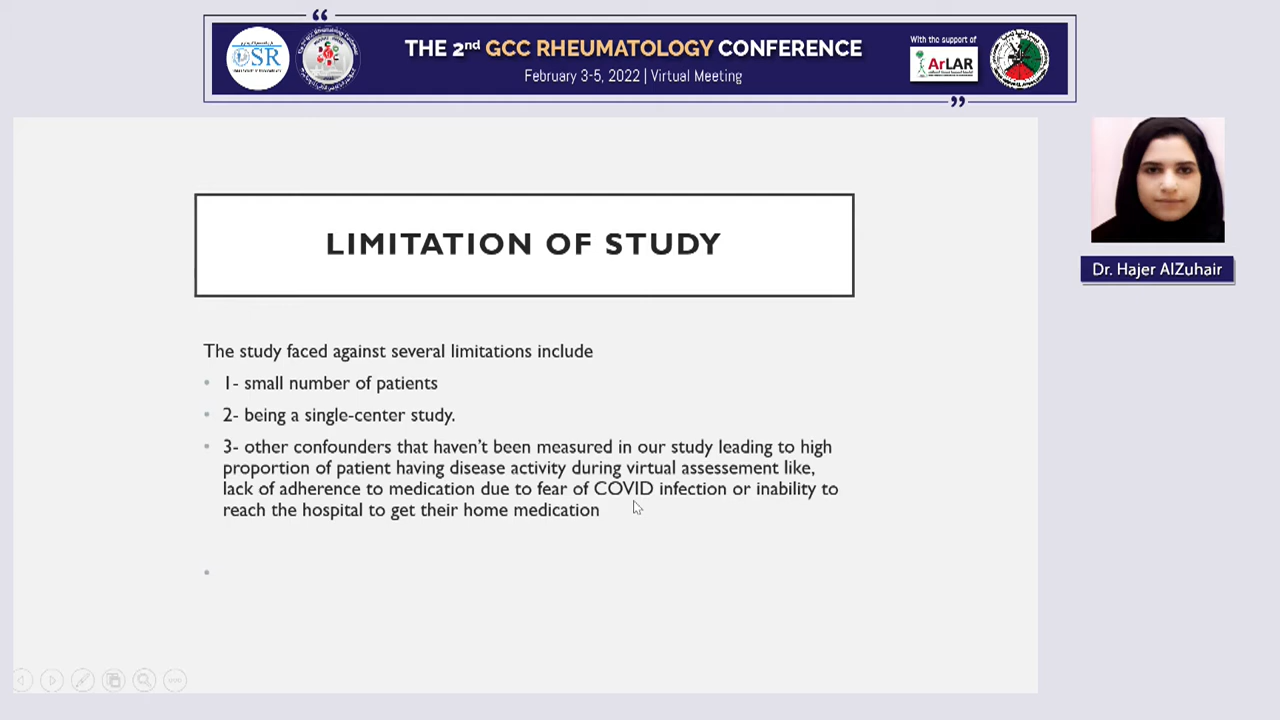 “
THE 2nd GCC RHEUMATOLOGY CONFERENCE
February 3-5, 2022 | Virtual Meeting
With the support of
OSR
ArLAR
”
LIMITATION OF STUDY
Dr. Hajer AlZuhair
The study faced against several limitations include
• 1- small number of patients
• 2- being a single-center study.
• 3- other confounders that haven’t been measured in our study leading to high
proportion of patient having disease activity during virtual assessement like,
lack of adherence to medication due to fear of COVID infection or inability to
reach the hospital to get their home medication
•